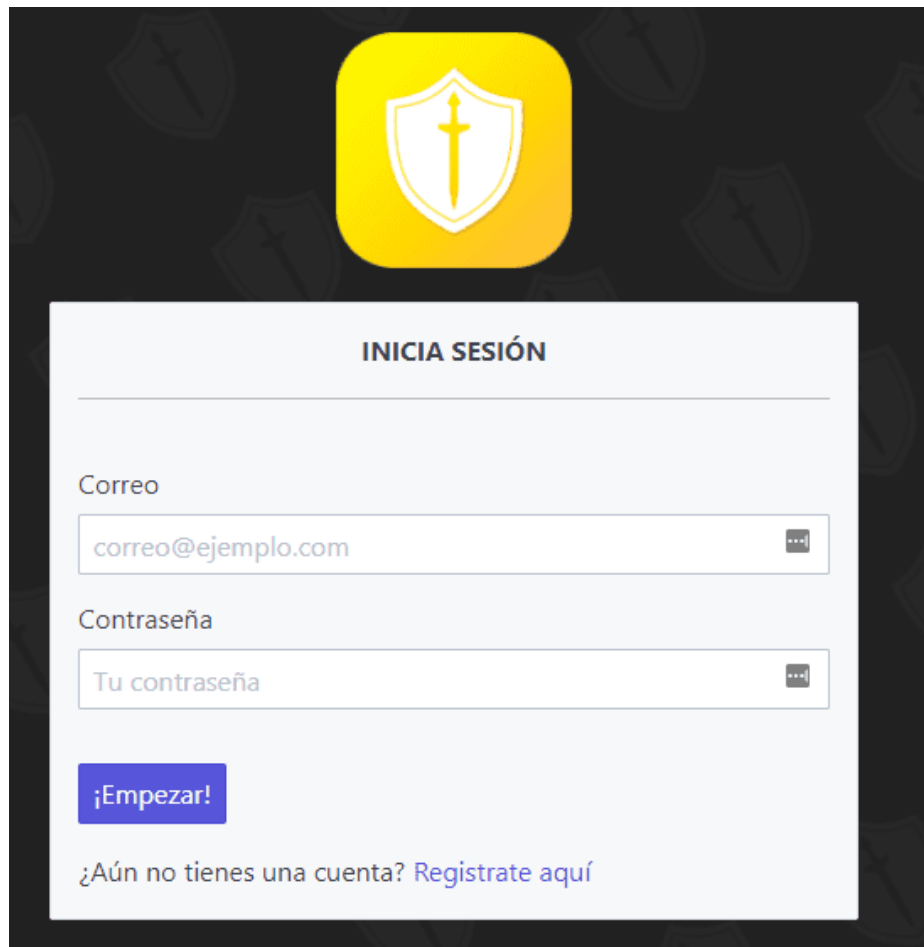 INICIA SESIÓN
Correo
correo@ejemplo.com
Contraseña
Tu contraseña
¡Empezar!
¿Aún no tienes una cuenta? Registrate aquí